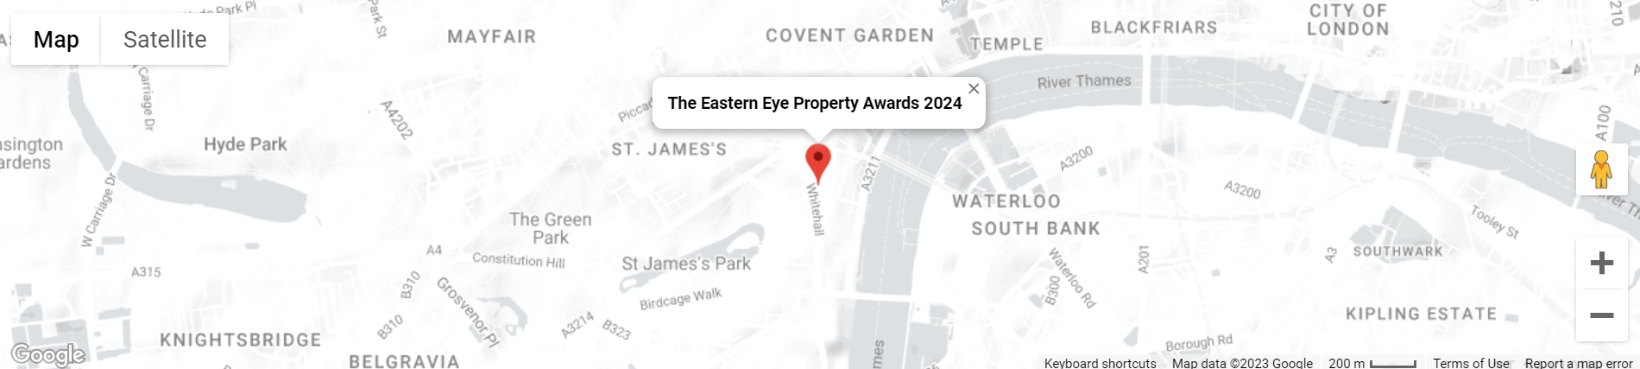 Hyde Park Pl
Park St
CITY OF
LONDON
A210
BLACKFRIARS
Map
Satellite
MAYFAIR
COVENT GARDEN
TEMPLE
W Carriage Dr
River Thames
The Eastern Eye Property Awards 2024
Piccad
A4202
A100
nsington
ardens
Hyde Park
ST. JAMES'S
A3211
A3200
A3200
Whitehall
WATERLOO
W Carriage Dr
The Green
Park
SOUTH BANK
Tooley St
A4
A315
Constitution Hill
St James's Park
A201
A3
SOUTHWARK
B310
Waterloo Rd
B300
Birdcage Walk
Grosvenor Pl
KIPLING ESTATE
B310
A3214
B323
KNIGHTSBRIDGE
Borough Rd
Google
BELGRAVIA
mes
Keyboard shortcuts
Map data ©2023 Google
200 m
Terms of Use
Report a map error